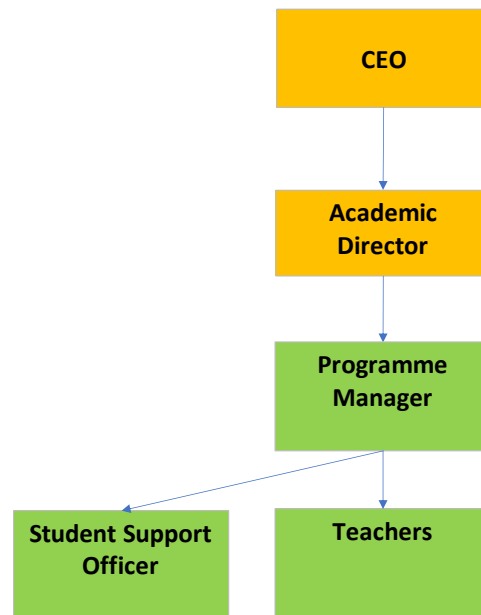 CEO
Academic
Director
Programme
Manager
Student Support
Officer
Teachers